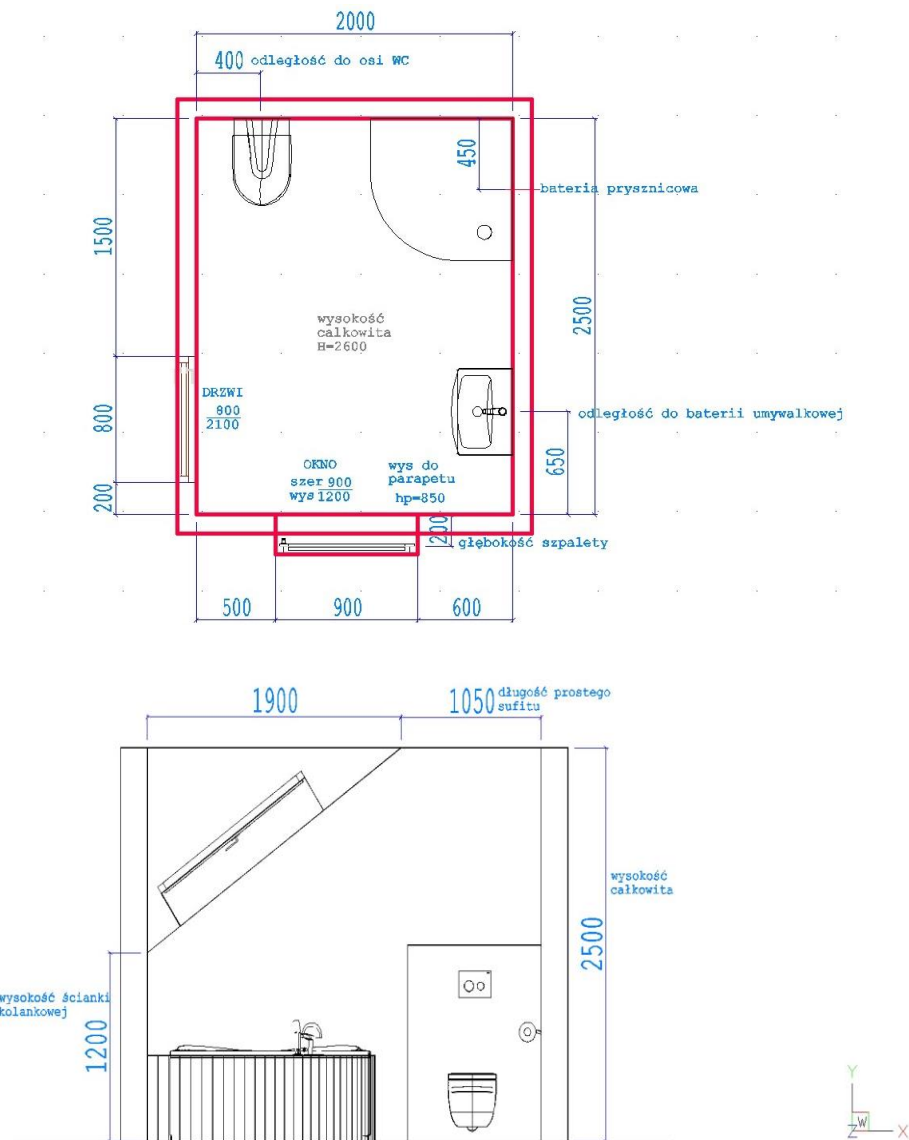 2000
400 odległość do osi WC
450
bateria prysznicowa
1500
2500
wysokość
całkowita
H=2600
DRZWI
800
2100
800
odległość do baterii umywalkowej
650
OKNO
szer 900
wys 1200
wys do
parapetu
hp=850
200
200
głębokość szpalety
500
900
600
1900
1050 długość prostego
sufitu
wysokość
całkowita
2500
wysokość ścianki
kolankowej
1200
Y
W
Z
X